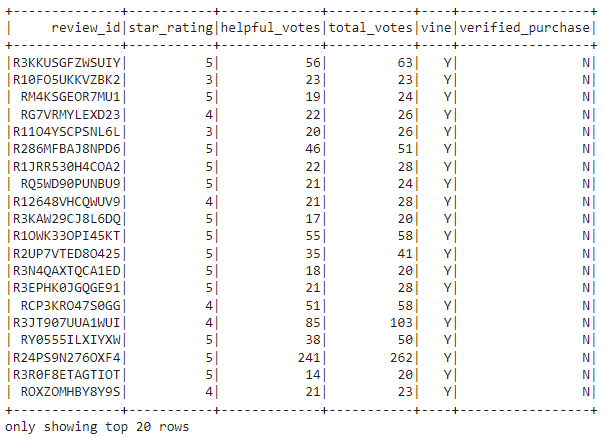 +--------------+-----------+-------------+-----------+----+-----------------+
|     review_id|star_rating|helpful_votes|total_votes|vine|verified_purchase|
+--------------+-----------+-------------+-----------+----+-----------------+
|R3KKUSGFZWSUIY|          5|           56|         63|   Y|                N|
|R10FO5UKKVZBK2|          3|           23|         23|   Y|                N|
| RM4KSGEOR7MU1|          5|           19|         24|   Y|                N|
| RG7VRMYLEXD23|          4|           22|         26|   Y|                N|
|R11O4YSCPSNL6L|          3|           20|         26|   Y|                N|
|R286MFBAJ8NPD6|          5|           46|         51|   Y|                N|
|R1JRR530H4COA2|          5|           22|         28|   Y|                N|
| RQ5WD90PUNBU9|          5|           21|         24|   Y|                N|
|R12648VHCQWUV9|          4|           21|         28|   Y|                N|
|R3KAW29CJ8L6DQ|          5|           17|         20|   Y|                N|
|R1OWK33OPI45KT|          5|           55|         58|   Y|                N|
|R2UP7VTED8O425|          5|           35|         41|   Y|                N|
|R3N4QAXTQCA1ED|          5|           18|         20|   Y|                N|
|R3EPHK0JGQGE91|          5|           21|         28|   Y|                N|
| RCP3KRO47S0GG|          4|           51|         58|   Y|                N|
|R3JT907UUA1WUI|          4|           85|        103|   Y|                N|
| RY0555ILXIYXW|          5|           38|         50|   Y|                N|
|R24PS9N276OXF4|          5|          241|        262|   Y|                N|
|R3R0F8ETAGTIOT|          5|           14|         20|   Y|                N|
| ROXZOMHBY8Y9S|          4|           21|         23|   Y|                N|
+--------------+-----------+-------------+-----------+----+-----------------+
only showing top 20 rows